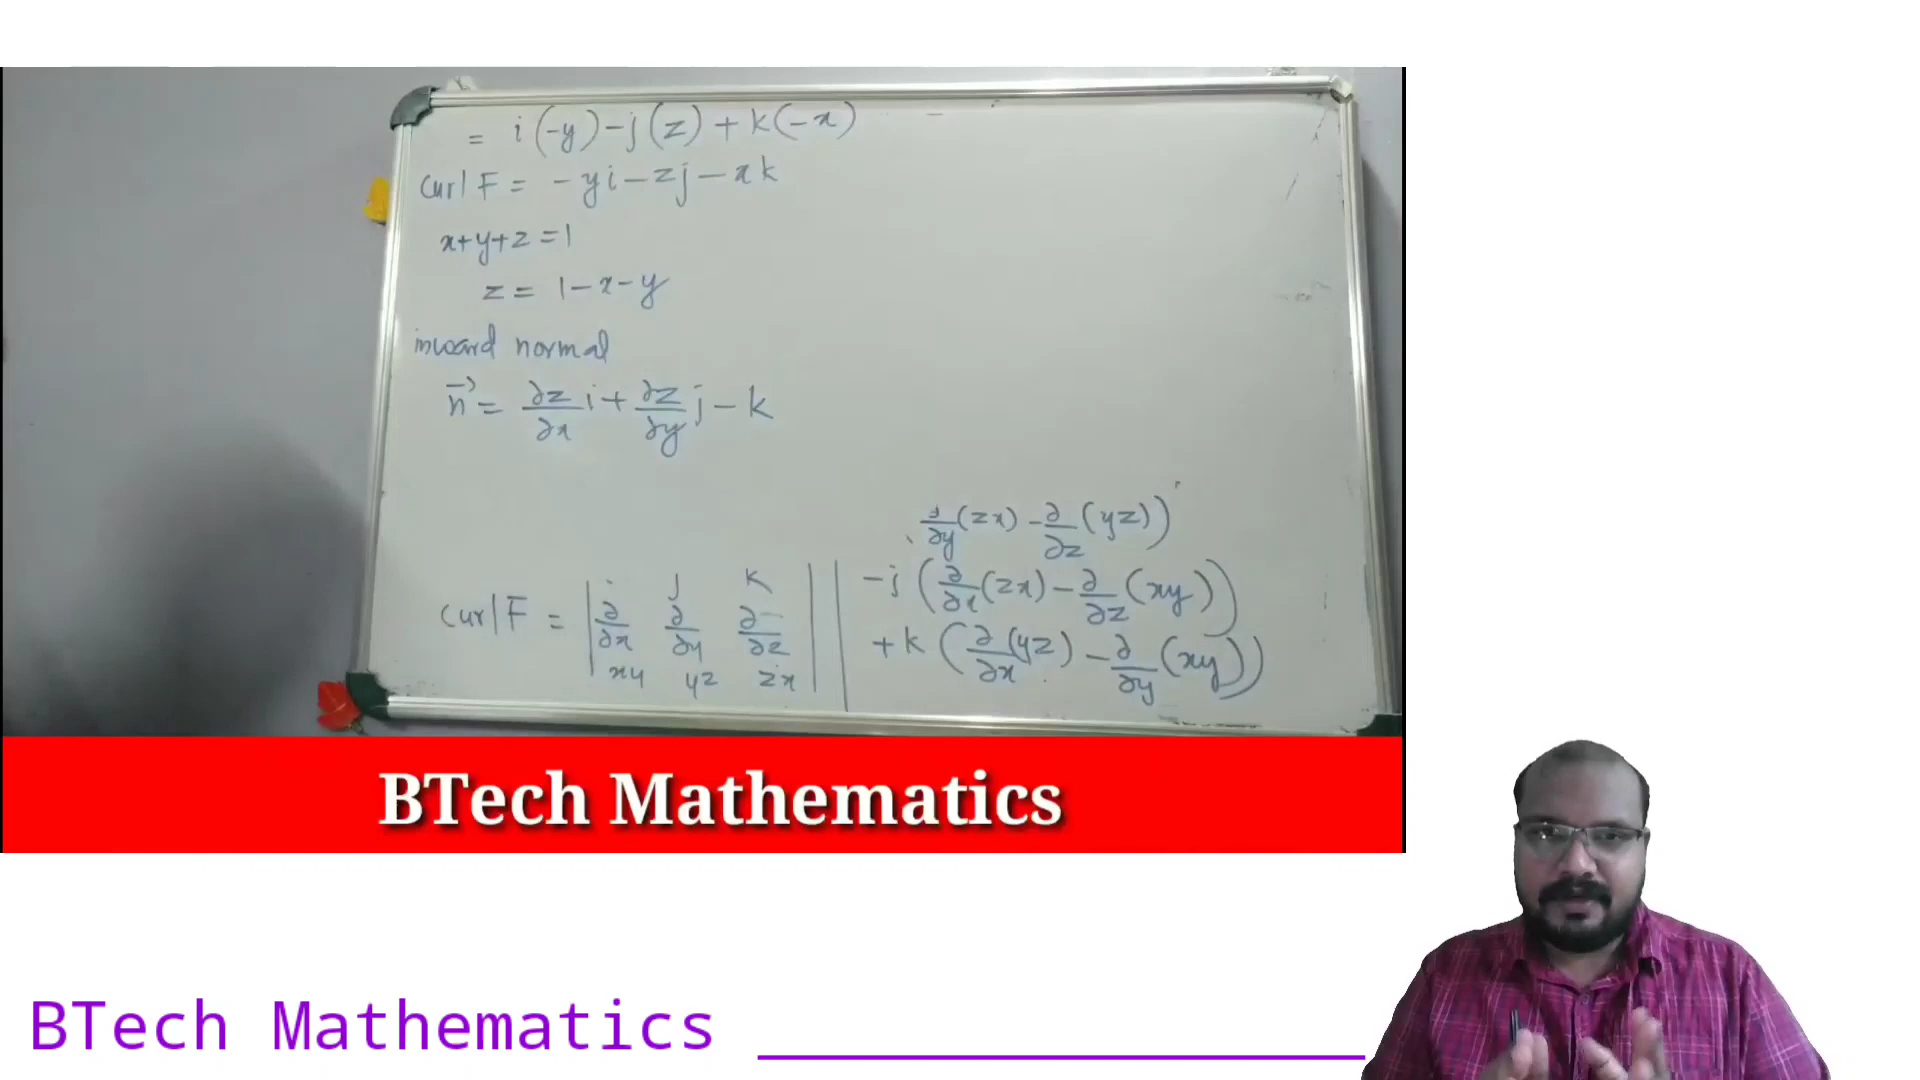 = i(-y) - j(z) + k(-x)
Curl F = - yi - zj - xk
x+y+z = 1
z = 1-x-y
inward normal
n⃗ = ∂z/∂x i + ∂z/∂y j - k
∂/∂y (zx) - ∂/∂z (yz))
-j (∂/∂x (zx) - ∂/∂z (xy))
+k (∂/∂x (yz) - ∂/∂y (xy))
curl F = | i j k |
∂/∂x ∂/∂y ∂/∂z
xy yz zx
BTech Mathematics
BTech Mathematics